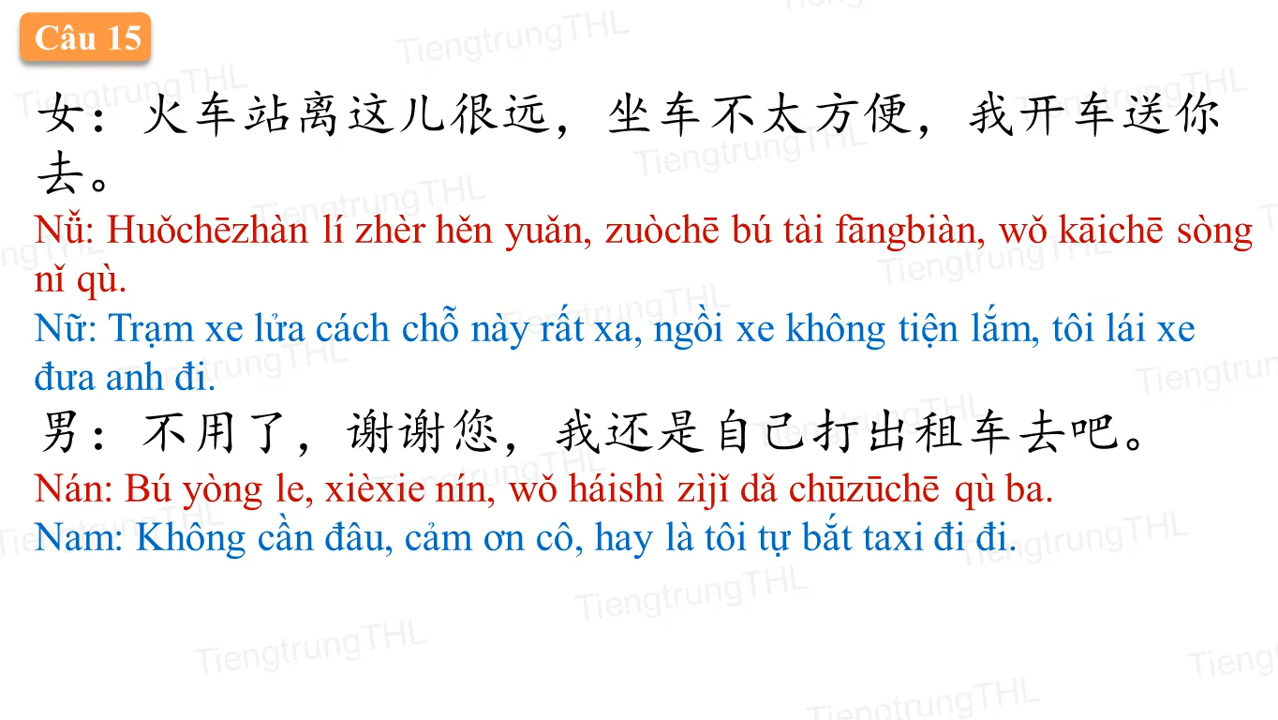 Câu 15
女：火车站离这儿很远，坐车不太方便，我开车送你
去。
Nǚ: Huǒchēzhàn lí zhèr hěn yuǎn, zuòchē bú tài fāngbiàn, wǒ kāichē sòng
nǐ qù.
Nữ: Trạm xe lửa cách chỗ này rất xa, ngồi xe không tiện lắm, tôi lái xe
đưa anh đi.
男：不用了，谢谢您，我还是自己打出租车去吧。
Nán: Bú yòng le, xièxie nín, wǒ háishì zìjǐ dǎ chūzūchē qù ba.
Nam: Không cần đâu, cảm ơn cô, hay là tôi tự bắt taxi đi đi.
TiengtrungTHL